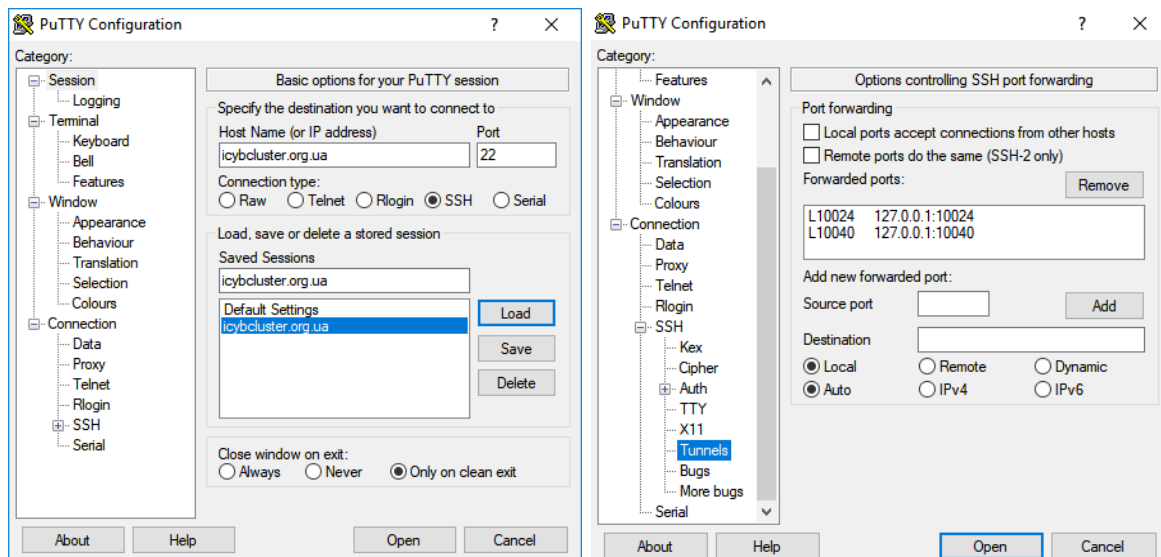 PuTTY Configuration
?
Category:
Session
Logging
Terminal
Keyboard
Bell
Features
Window
Appearance
Behaviour
Translation
Selection
Colours
Connection
Data
Proxy
Telnet
Rlogin
SSH
Serial
Basic options for your PuTTY session
Specify the destination you want to connect to
Host Name (or IP address) Port
icybcluster.org.ua 22
Connection type:
Raw Telnet Rlogin SSH Serial
Load, save or delete a stored session
Saved Sessions
icybcluster.org.ua
Default Settings
icybcluster.org.ua
Load
Save
Delete
Close window on exit:
Always Never Only on clean exit
About Help Open Cancel
PuTTY Configuration
?
Category:
Features
Window
Appearance
Behaviour
Translation
Selection
Colours
Connection
Data
Proxy
Telnet
Rlogin
SSH
Kex
Cipher
Auth
TTY
X11
Tunnels
Bugs
More bugs
Serial
Options controlling SSH port forwarding
Port forwarding
Local ports accept connections from other hosts
Remote ports do the same (SSH-2 only)
Forwarded ports: Remove
L10024 127.0.0.1:10024
L10040 127.0.0.1:10040
Add new forwarded port:
Source port Add
Destination
Local Remote Dynamic
Auto IPv4 IPv6
About Help Open Cancel